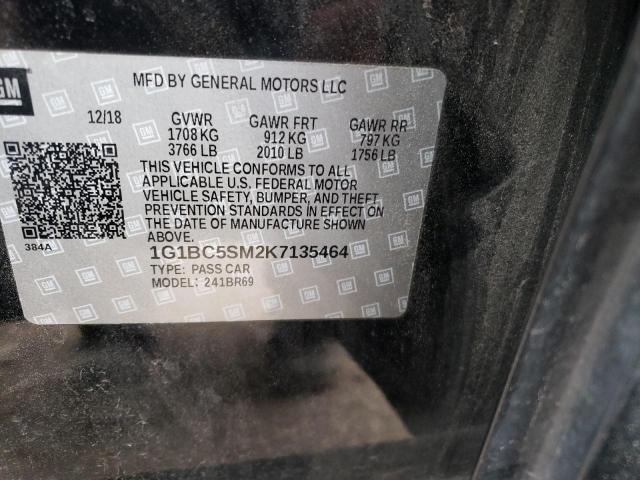 GM
MFD BY GENERAL MOTORS LLC
12/18 GVWR GAWR FRT GAWR RR
1708 KG 912 KG 797 KG
3766 LB 2010 LB 1756 LB
THIS VEHICLE CONFORMS TO ALL
APPLICABLE U.S. FEDERAL MOTOR
VEHICLE SAFETY, BUMPER, AND THEFT
PREVENTION STANDARDS IN EFFECT ON
THE DATE OF MANUFACTURE SHOWN
ABOVE.
384A
1G1BC5SM2K7135464
TYPE: PASS CAR
MODEL: 241BR69